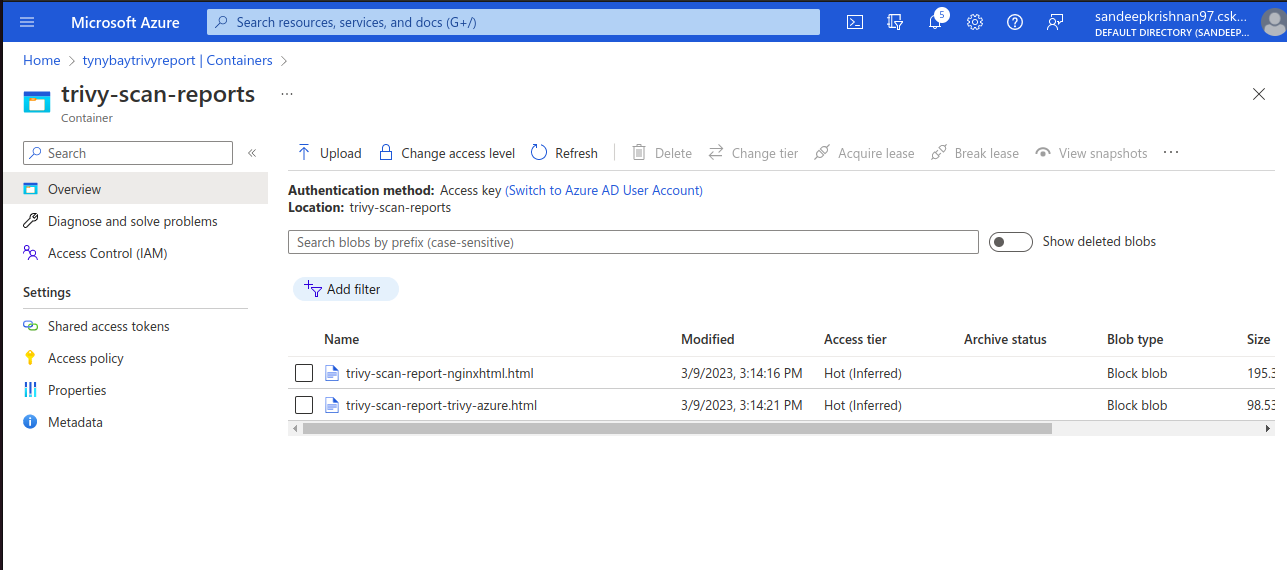 Microsoft Azure
Search resources, services, and docs (G+/)
5
sandeepkrishnan97.csk...
DEFAULT DIRECTORY (SANDEEP...
Home > tynybaytrivyreport | Containers >
trivy-scan-reports ...
Container
Search
«
Overview
Diagnose and solve problems
Access Control (IAM)
Settings
Shared access tokens
Access policy
Properties
Metadata
Upload Change access level Refresh Delete Change tier Acquire lease Break lease View snapshots ...
Authentication method: Access key (Switch to Azure AD User Account)
Location: trivy-scan-reports
Search blobs by prefix (case-sensitive)
Show deleted blobs
Add filter
Name Modified Access tier Archive status Blob type Size
trivy-scan-report-nginxhtml.html 3/9/2023, 3:14:16 PM Hot (Inferred) Block blob 195.3
trivy-scan-report-trivy-azure.html 3/9/2023, 3:14:21 PM Hot (Inferred) Block blob 98.53